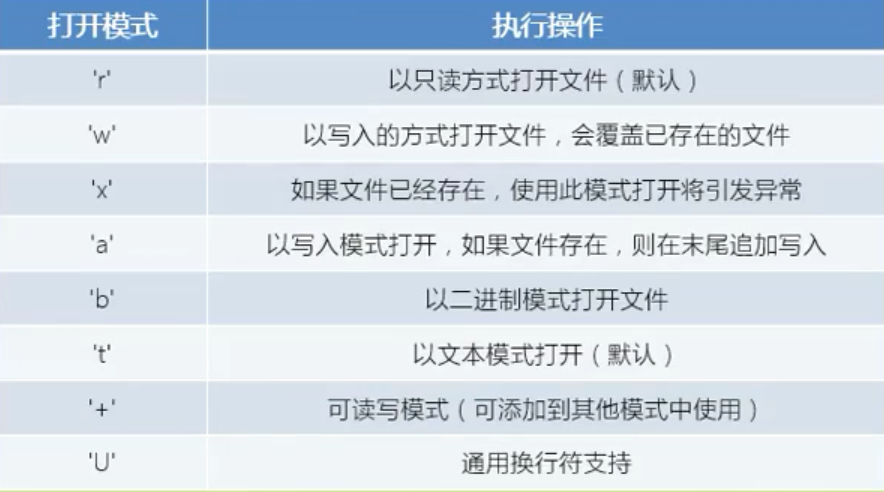 打开模式 执行操作
'r' 以只读方式打开文件（默认）
'w' 以写入的方式打开文件，会覆盖已存在的文件
'x' 如果文件已经存在，使用此模式打开将引发异常
'a' 以写入模式打开，如果文件存在，则在末尾追加写入
'b' 以二进制模式打开文件
't' 以文本模式打开（默认）
'+' 可读写模式（可添加到其他模式中使用）
'U' 通用换行符支持